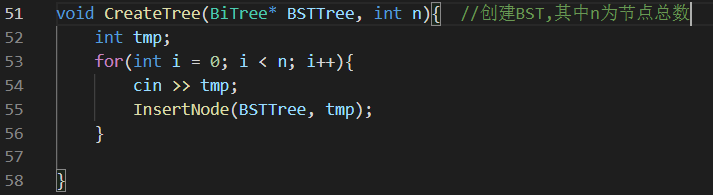 51 void CreateTree(BiTree* BSTTree, int n){  //创建BST,其中n为节点总数
52     int tmp;
53     for(int i = 0; i < n; i++){
54         cin >> tmp;
55         InsertNode(BSTTree, tmp);
56     }
57
58 }